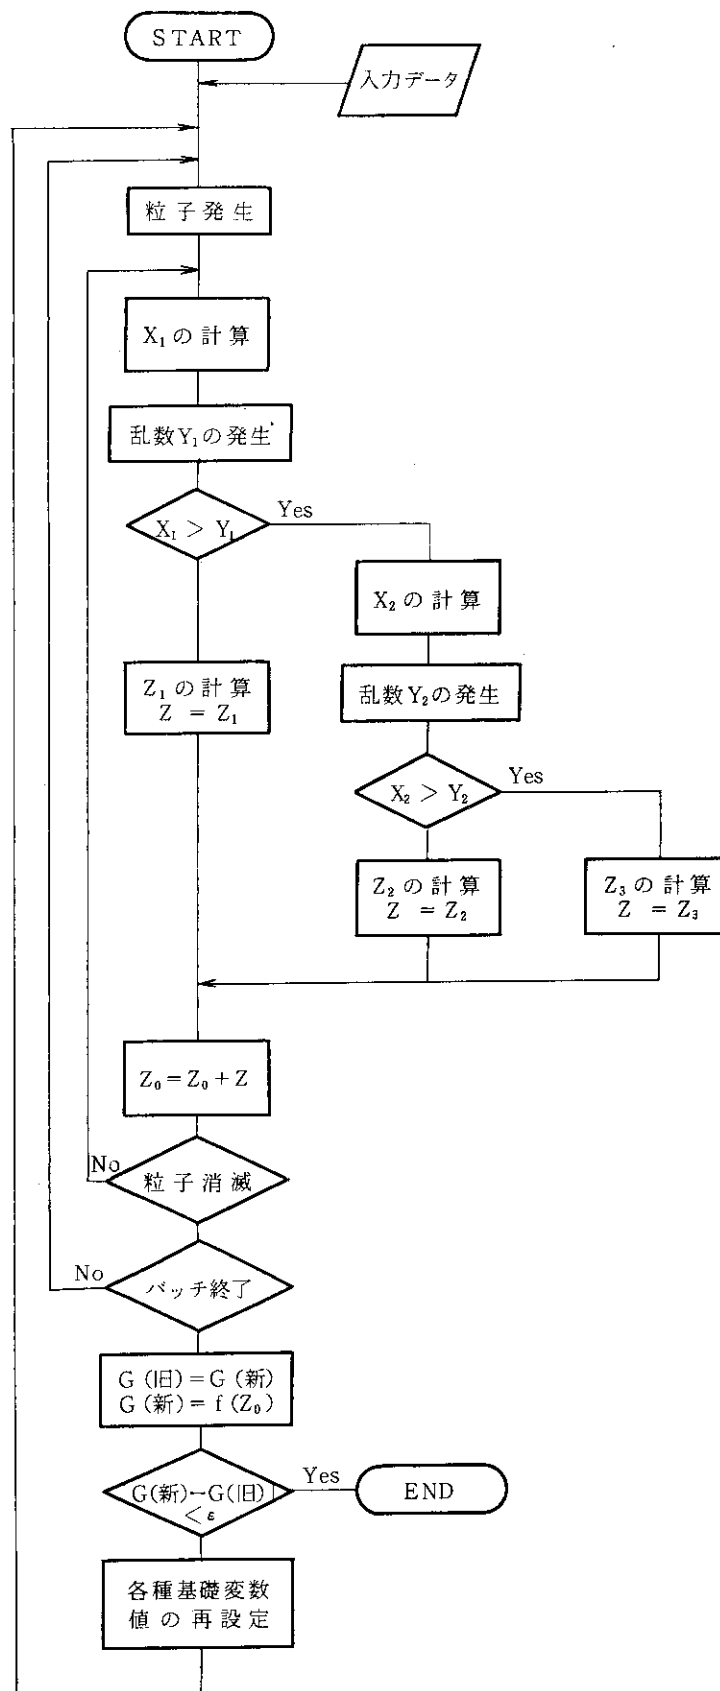 START
入力データ
粒子発生
X₁の計算
乱数Y₁の発生
X₁ > Y₁
Yes
X₂の計算
乱数Y₂の発生
Z₁の計算
Z = Z₁
X₂ > Y₂
Yes
Z₂の計算
Z = Z₂
Z₃の計算
Z = Z₃
Z₀ = Z₀ + Z
No
粒子消滅
No
バッチ終了
G(旧)=G(新)
G(新)= f(Z₀)
G(新)−G(旧)
< ε
Yes
END
各種基礎変数
値の再設定